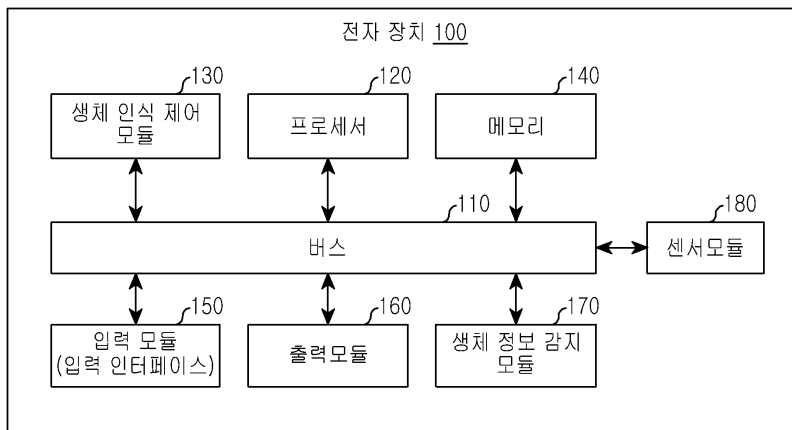 전자 장치 100
130
생체 인식 제어
모듈
120
프로세서
140
메모리
110
버스
180
센서모듈
150
입력 모듈
(입력 인터페이스)
160
출력모듈
170
생체 정보 감지
모듈